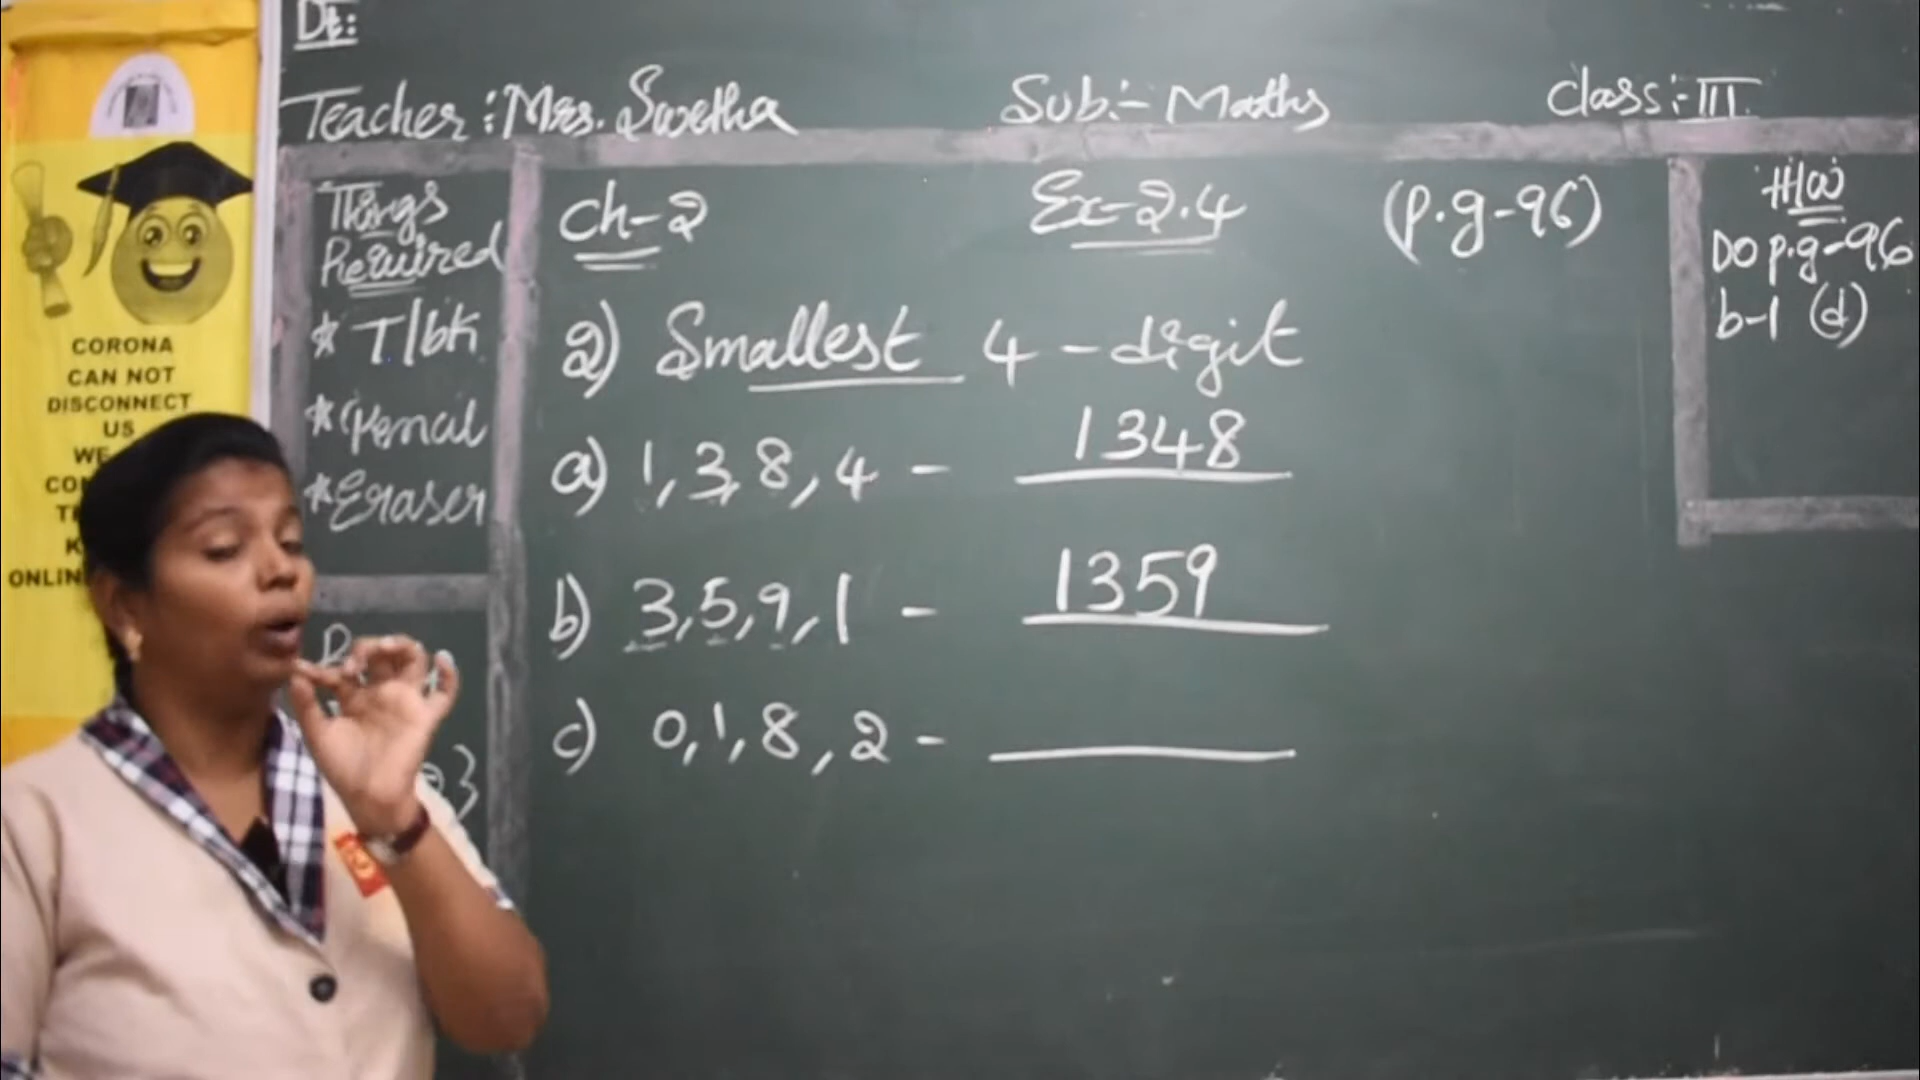 Dt:
Teacher: Mrs. Swetha Sub:- Maths Class:- III
Things
Required
* T/bk
* Pencil
* Eraser
Ch-2 Ex-2.4 (p.g-96)
2) Smallest 4-digit
a) 1, 3, 8, 4 - 1348
b) 3, 5, 9, 1 - 1359
c) 0, 1, 8, 2 -
H/W
DO p.g-96
b-1 (d)
CORONA
CAN NOT
DISCONNECT
US
WE